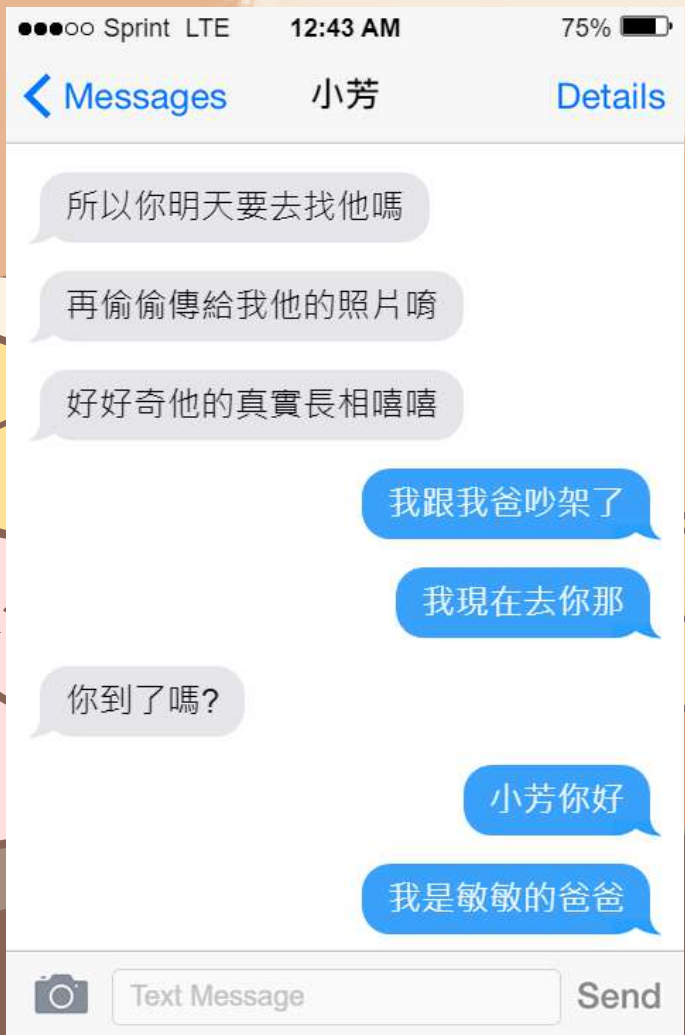 Sprint LTE 12:43 AM 75%
Messages 小芳 Details
所以你明天要去找他嗎
再偷偷傳給我他的照片唷
好好奇他的真實長相嘻嘻
我跟我爸吵架了
我現在去你那
你到了嗎?
小芳你好
我是敏敏的爸爸
Text Message Send